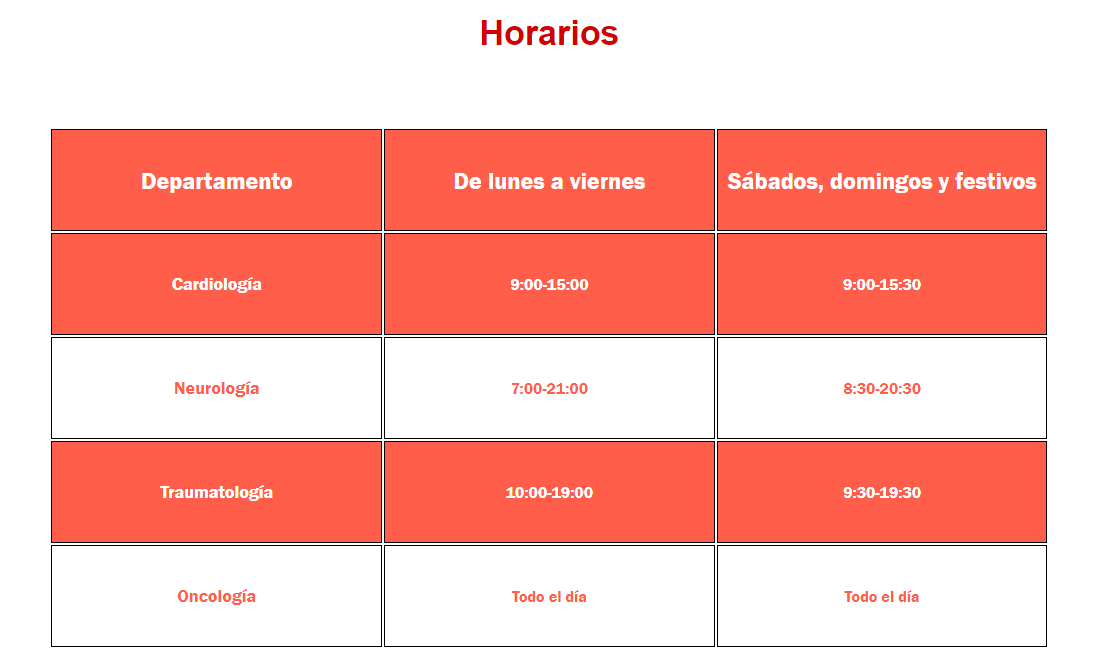 Horarios
Departamento De lunes a viernes Sábados, domingos y festivos
Cardiología 9:00-15:00 9:00-15:30
Neurología 7:00-21:00 8:30-20:30
Traumatología 10:00-19:00 9:30-19:30
Oncología Todo el día Todo el día